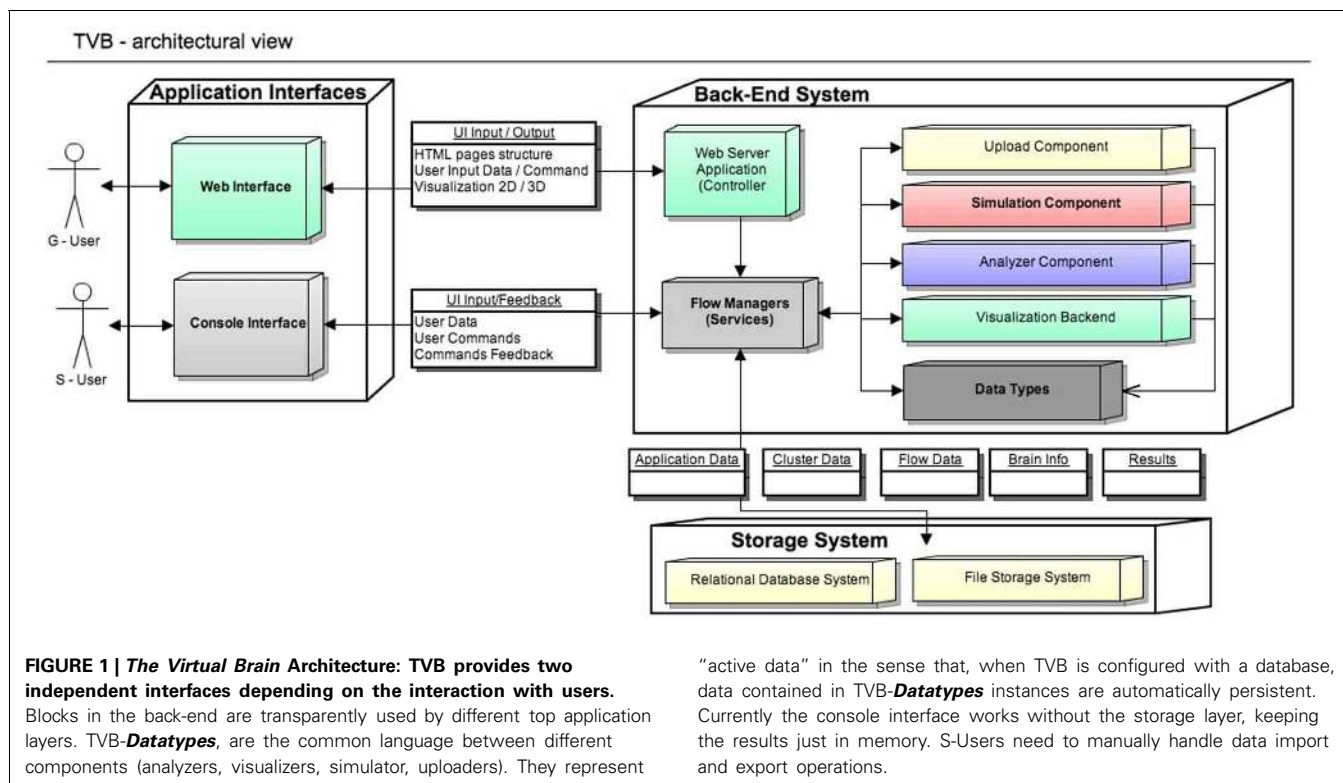 TVB - architectural view
Application Interfaces
Web Interface
Console Interface
G - User
S - User
UI Input / Output
HTML pages structure
User Input Data / Command
Visualization 2D / 3D
UI Input/Feedback
User Data
User Commands
Commands Feedback
Back-End System
Web Server
Application
(Controller
Flow Managers
(Services)
Upload Component
Simulation Component
Analyzer Component
Visualization Backend
Data Types
Application Data
Cluster Data
Flow Data
Brain Info
Results
Storage System
Relational Database System
File Storage System
FIGURE 1 | The Virtual Brain Architecture: TVB provides two
independent interfaces depending on the interaction with users.
Blocks in the back-end are transparently used by different top application
layers. TVB-Datatypes, are the common language between different
components (analyzers, visualizers, simulator, uploaders). They represent
"active data" in the sense that, when TVB is configured with a database,
data contained in TVB-Datatypes instances are automatically persistent.
Currently the console interface works without the storage layer, keeping
the results just in memory. S-Users need to manually handle data import
and export operations.